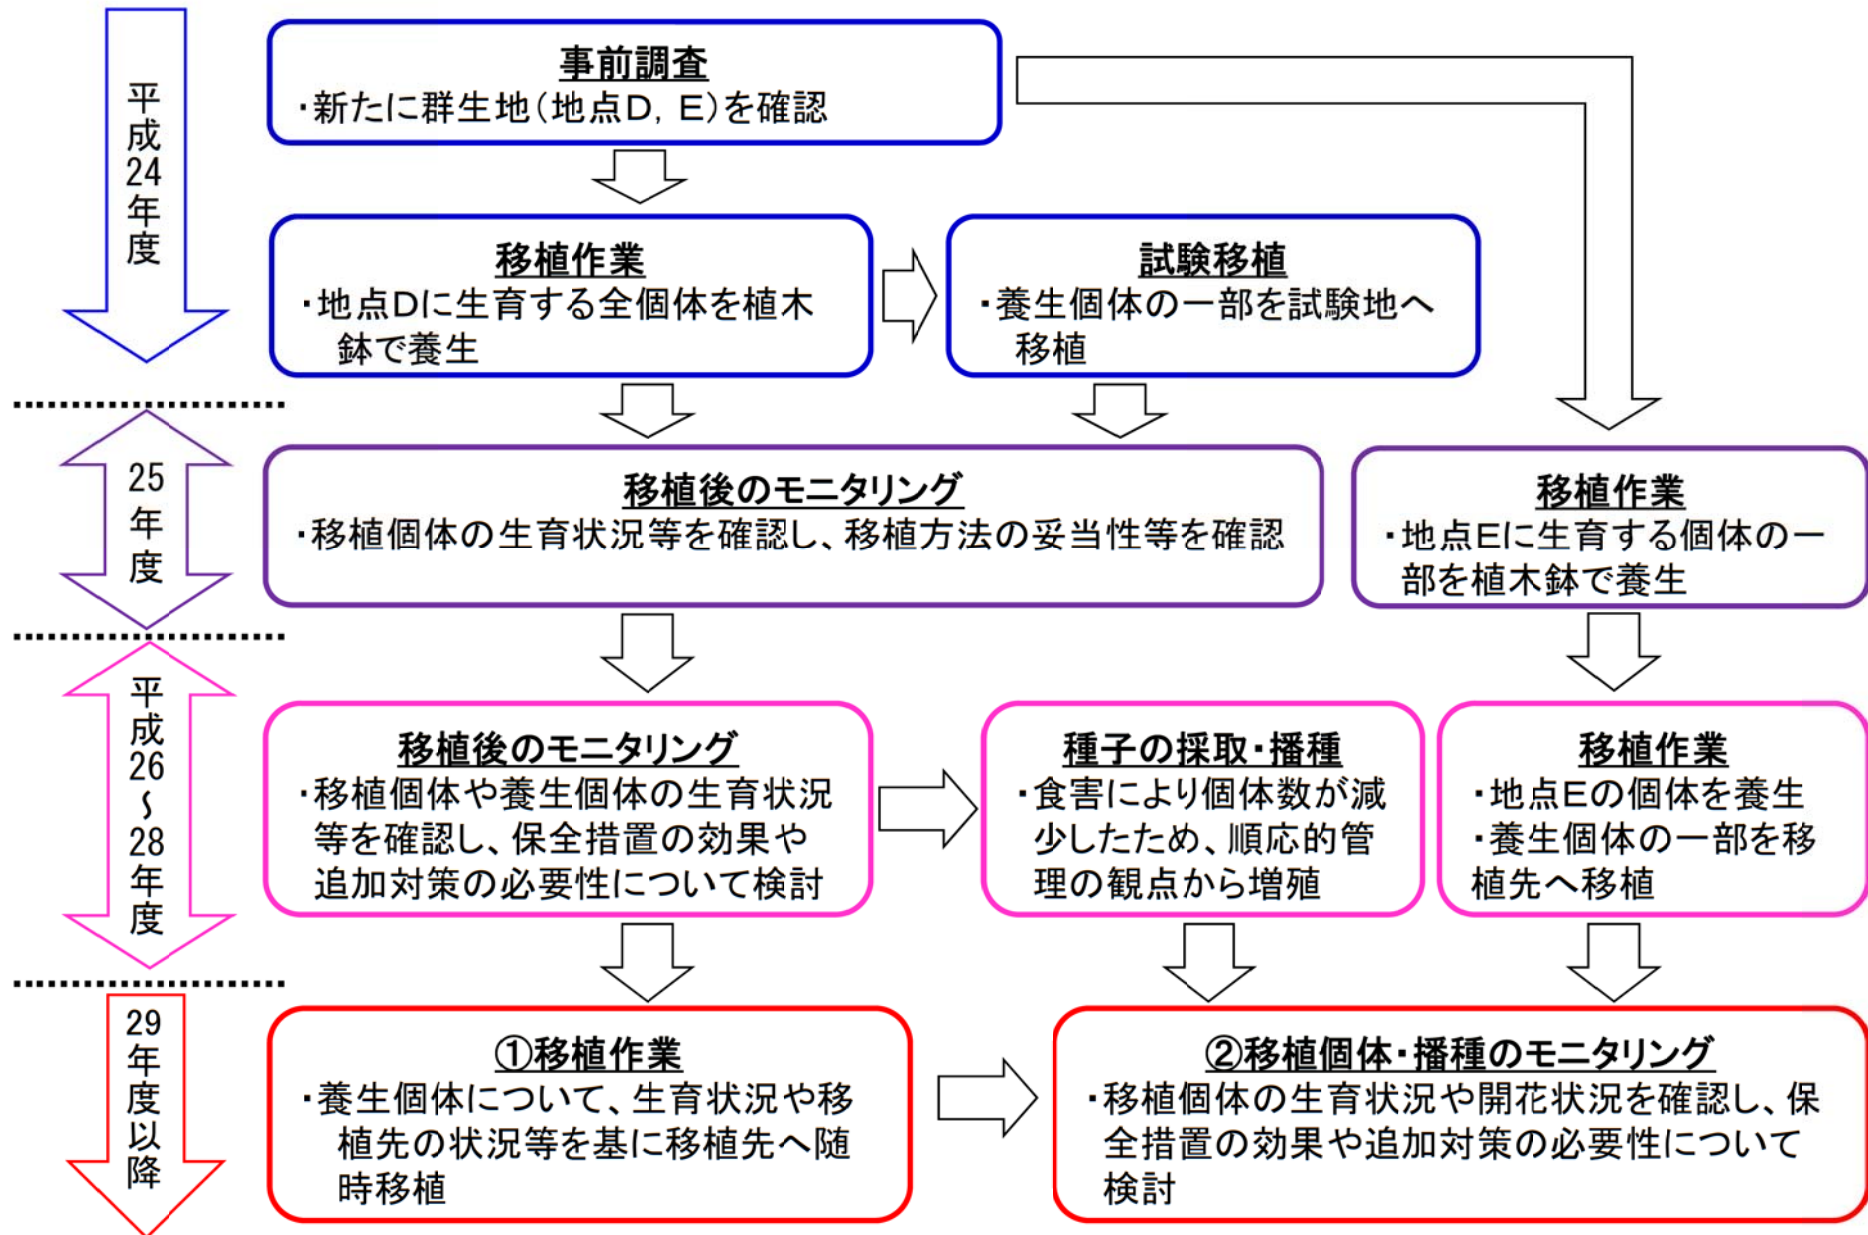 平成24年度
事前調査
・新たに群生地（地点D，E）を確認
移植作業
・地点Dに生育する全個体を植木
鉢で養生
試験移植
・養生個体の一部を試験地へ
移植
25年度
移植後のモニタリング
・移植個体の生育状況等を確認し、移植方法の妥当性等を確認
移植作業
・地点Eに生育する個体の一
部を植木鉢で養生
平成26～28年度
移植後のモニタリング
・移植個体や養生個体の生育状況
等を確認し、保全措置の効果や
追加対策の必要性について検討
種子の採取・播種
・食害により個体数が減
少したため、順応的管
理の観点から増殖
移植作業
・地点Eの個体を養生
・養生個体の一部を移
植先へ移植
29年度以降
①移植作業
・養生個体について、生育状況や移
植先の状況等を基に移植先へ随
時移植
②移植個体・播種のモニタリング
・移植個体の生育状況や開花状況を確認し、保
全措置の効果や追加対策の必要性について
検討